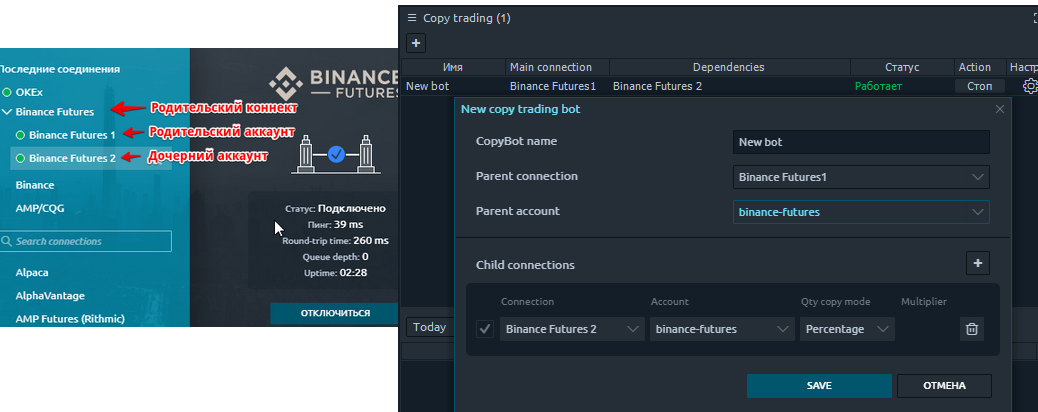 Последние соединения
OKEx
Binance Futures
Binance Futures 1
Binance Futures 2
Binance
AMP/CQG
Search connections
Alpaca
AlphaVantage
AMP Futures (Rithmic)
Родительский коннект
Родительский аккаунт
Дочерний аккаунт
BINANCE
FUTURES
Статус: Подключено
Пинг: 39 ms
Round-trip time: 260 ms
Queue depth: 0
Uptime: 02:28
ОТКЛЮЧИТЬСЯ
Copy trading (1)
Имя Main connection Dependencies Статус Action Настр
New bot Binance Futures1 Binance Futures 2 Работает Стоп
New copy trading bot
CopyBot name New bot
Parent connection Binance Futures1
Parent account binance-futures
Child connections
Connection Account Qty copy mode Multiplier
Today
Binance Futures 2 binance-futures Percentage
SAVE ОТМЕНА